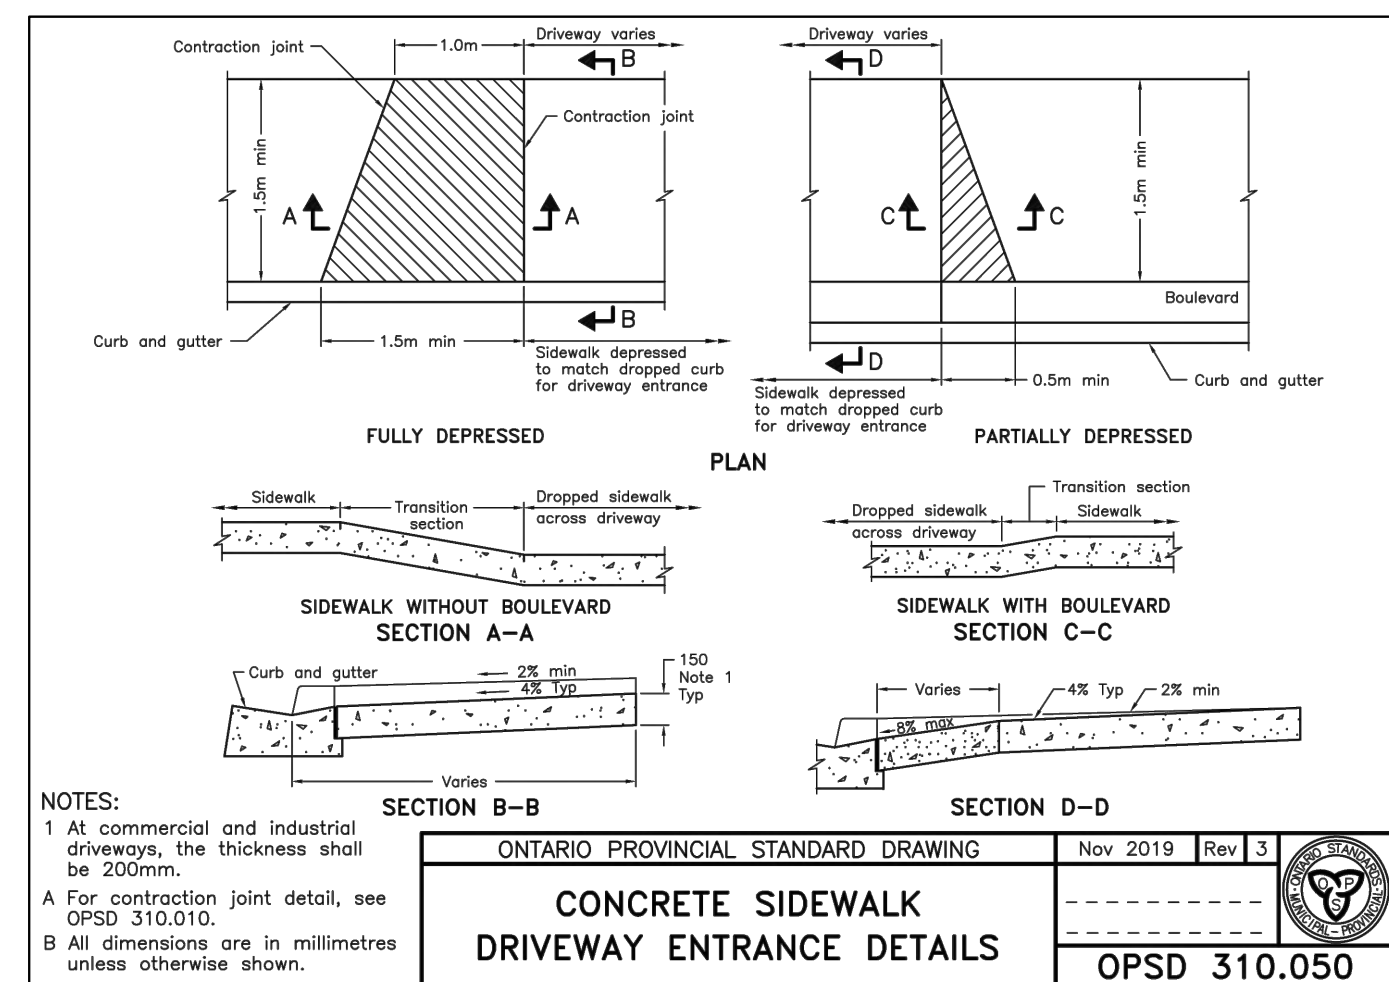 Contraction joint
1.0m
Driveway varies
B
Contraction joint
1.5m min
A
A
B
Curb and gutter
1.5m min
Sidewalk depressed
to match dropped curb
for driveway entrance
FULLY DEPRESSED
Driveway varies
D
1.5m min
C
C
Boulevard
D
0.5m min
Curb and gutter
Sidewalk depressed
to match dropped curb
for driveway entrance
PARTIALLY DEPRESSED
PLAN
Sidewalk
Transition
section
Dropped sidewalk
across driveway
SIDEWALK WITHOUT BOULEVARD
SECTION A-A
Transition section
Dropped sidewalk
across driveway
Sidewalk
SIDEWALK WITH BOULEVARD
SECTION C-C
Curb and gutter
2% min
4% Typ
150
Note 1
Typ
Varies
SECTION B-B
Varies
4% Typ
2% min
8% max
SECTION D-D
NOTES:
1 At commercial and industrial
driveways, the thickness shall
be 200mm.
A For contraction joint detail, see
OPSD 310.010.
B All dimensions are in millimetres
unless otherwise shown.
ONTARIO PROVINCIAL STANDARD DRAWING
Nov 2019
Rev
3
CONCRETE SIDEWALK
DRIVEWAY ENTRANCE DETAILS
ONTARIO STANDARDS
MUNICIPAL - PROVINCIAL
O P
S
OPSD 310.050